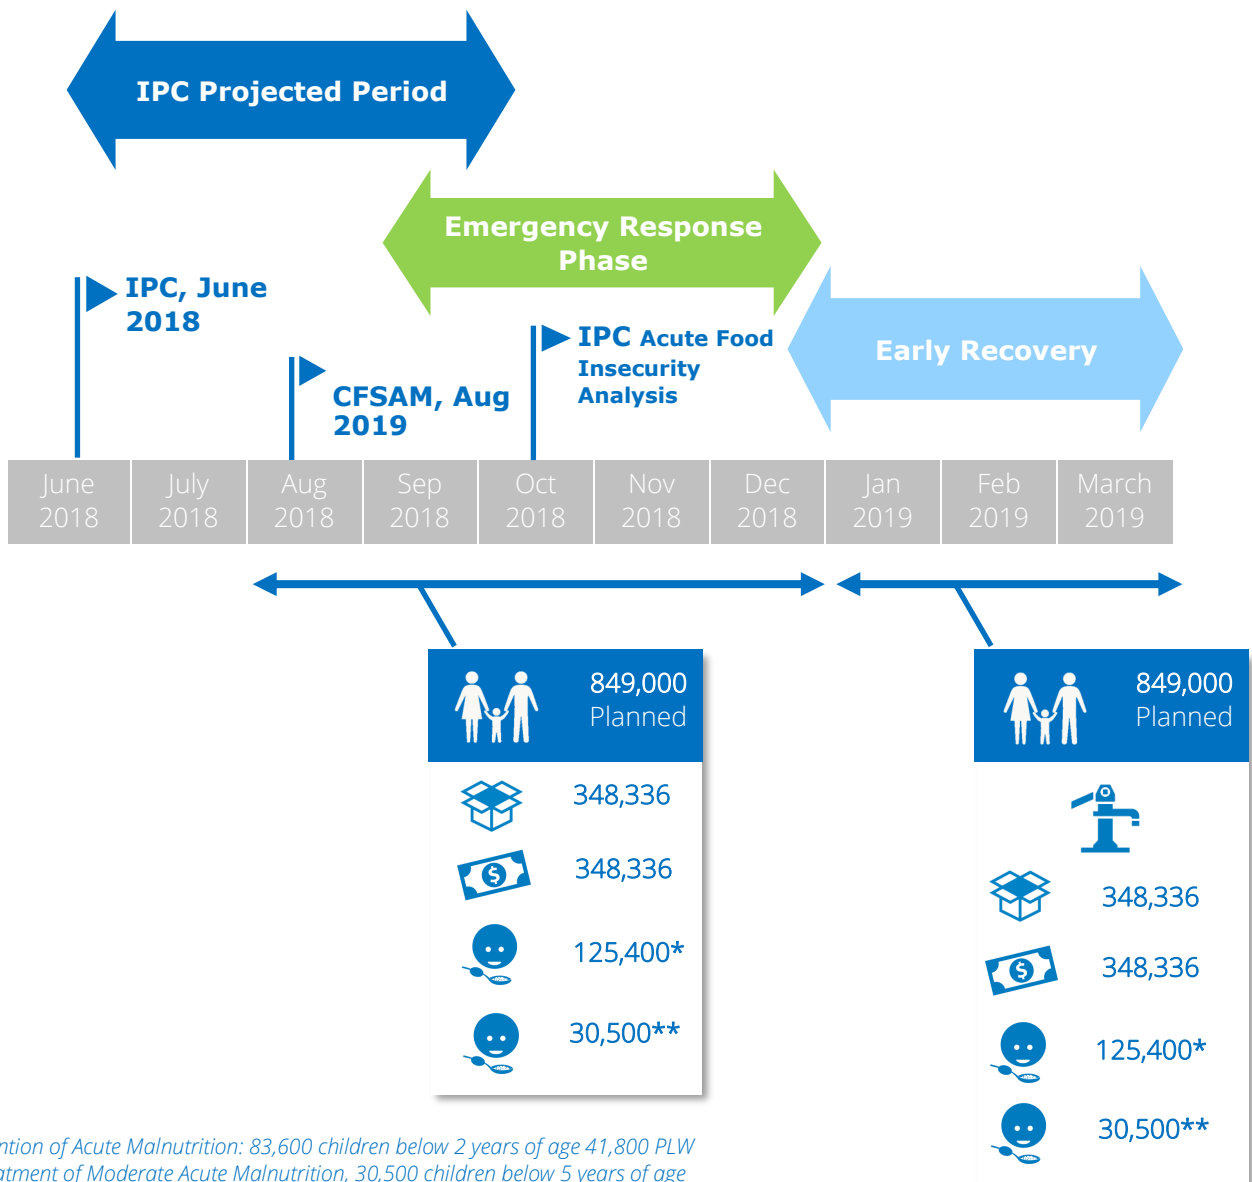 IPC Projected Period
Emergency Response
Phase
IPC, June
2018
IPC Acute Food
Insecurity
Analysis
Early Recovery
CFSAM, Aug
2019
June
2018
July
2018
Aug
2018
Sep
2018
Oct
2018
Nov
2018
Dec
2018
Jan
2019
Feb
2019
March
2019
849,000
Planned
348,336
348,336
125,400*
30,500**
849,000
Planned
348,336
348,336
125,400*
30,500**
ntion of Acute Malnutrition: 83,600 children below 2 years of age 41,800 PLW
atment of Moderate Acute Malnutrition, 30,500 children below 5 years of age